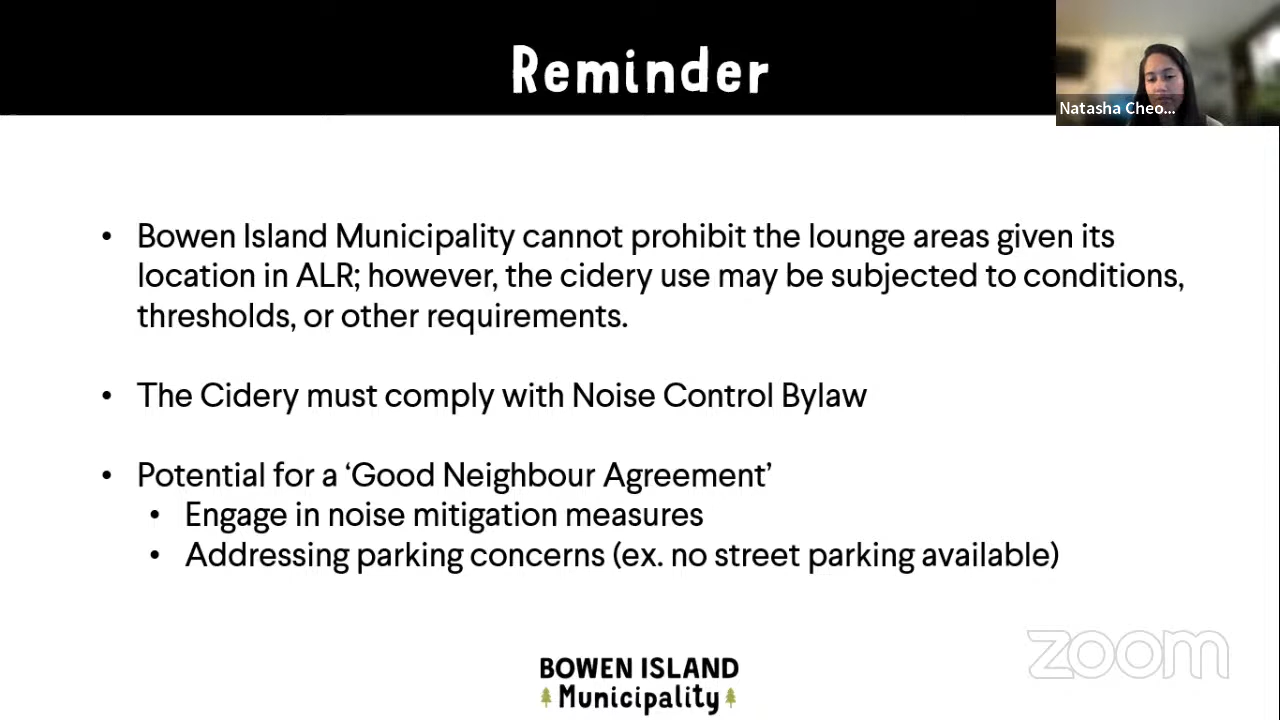 Reminder
Natasha Cheo...
• Bowen Island Municipality cannot prohibit the lounge areas given its
location in ALR; however, the cidery use may be subjected to conditions,
thresholds, or other requirements.
• The Cidery must comply with Noise Control Bylaw
• Potential for a ‘Good Neighbour Agreement’
• Engage in noise mitigation measures
• Addressing parking concerns (ex. no street parking available)
zoom
BOWEN ISLAND
Municipality